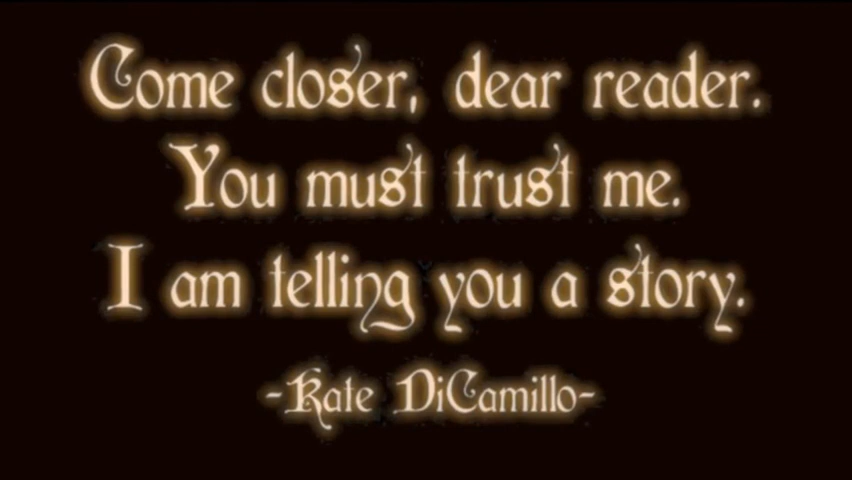 Come closer, dear reader.
You must trust me.
I am telling you a story.
-Kate DiCamillo-